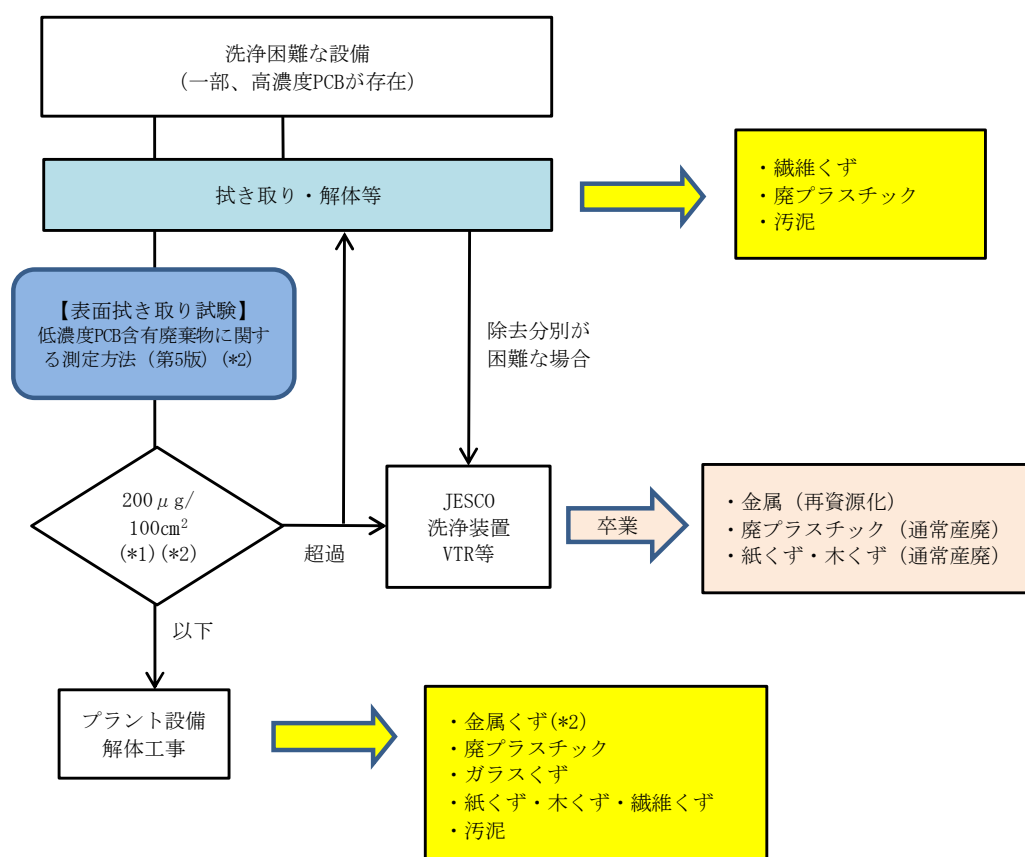 洗浄困難な設備
(一部、高濃度PCBが存在)
拭き取り・解体等
・繊維くず
・廃プラスチック
・汚泥
【表面拭き取り試験】
低濃度PCB含有廃棄物に関す
る測定方法(第5版)(*2)
除去分別が
困難な場合
200μg/
100cm²
(*1)(*2)
超過
JESCO
洗浄装置
VTR等
卒業
・金属(再資源化)
・廃プラスチック(通常産廃)
・紙くず・木くず(通常産廃)
以下
プラント設備
解体工事
・金属くず(*2)
・廃プラスチック
・ガラスくず
・紙くず・木くず・繊維くず
・汚泥